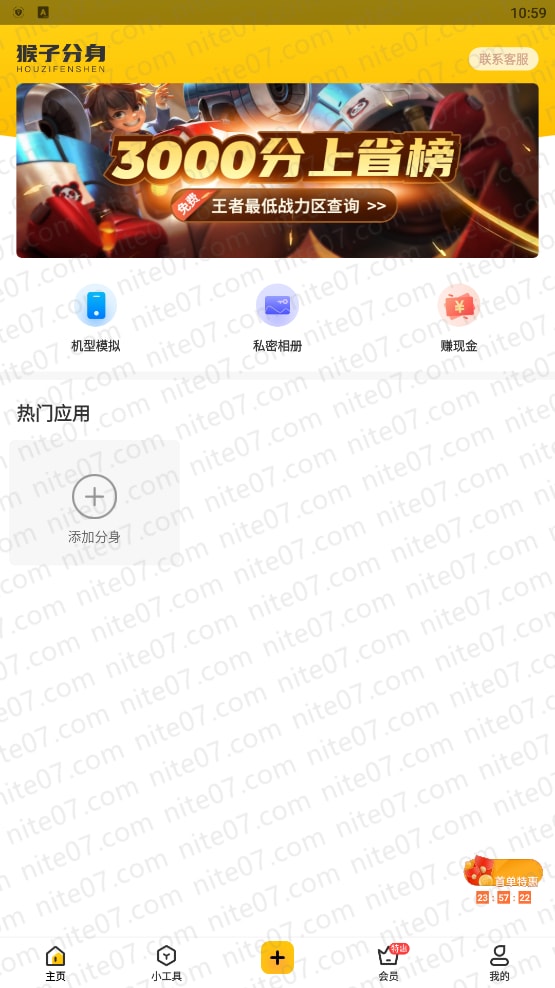 A
10:59
猴子分身
HOUZIFENSHEN
联系客服
3000分上省榜
免费
王者最低战力区查询 >>
机型模拟
私密相册
赚现金
热门应用
添加分身
首单特惠
23:57:22
特惠
主页
小工具
会员
我的
nite07.com